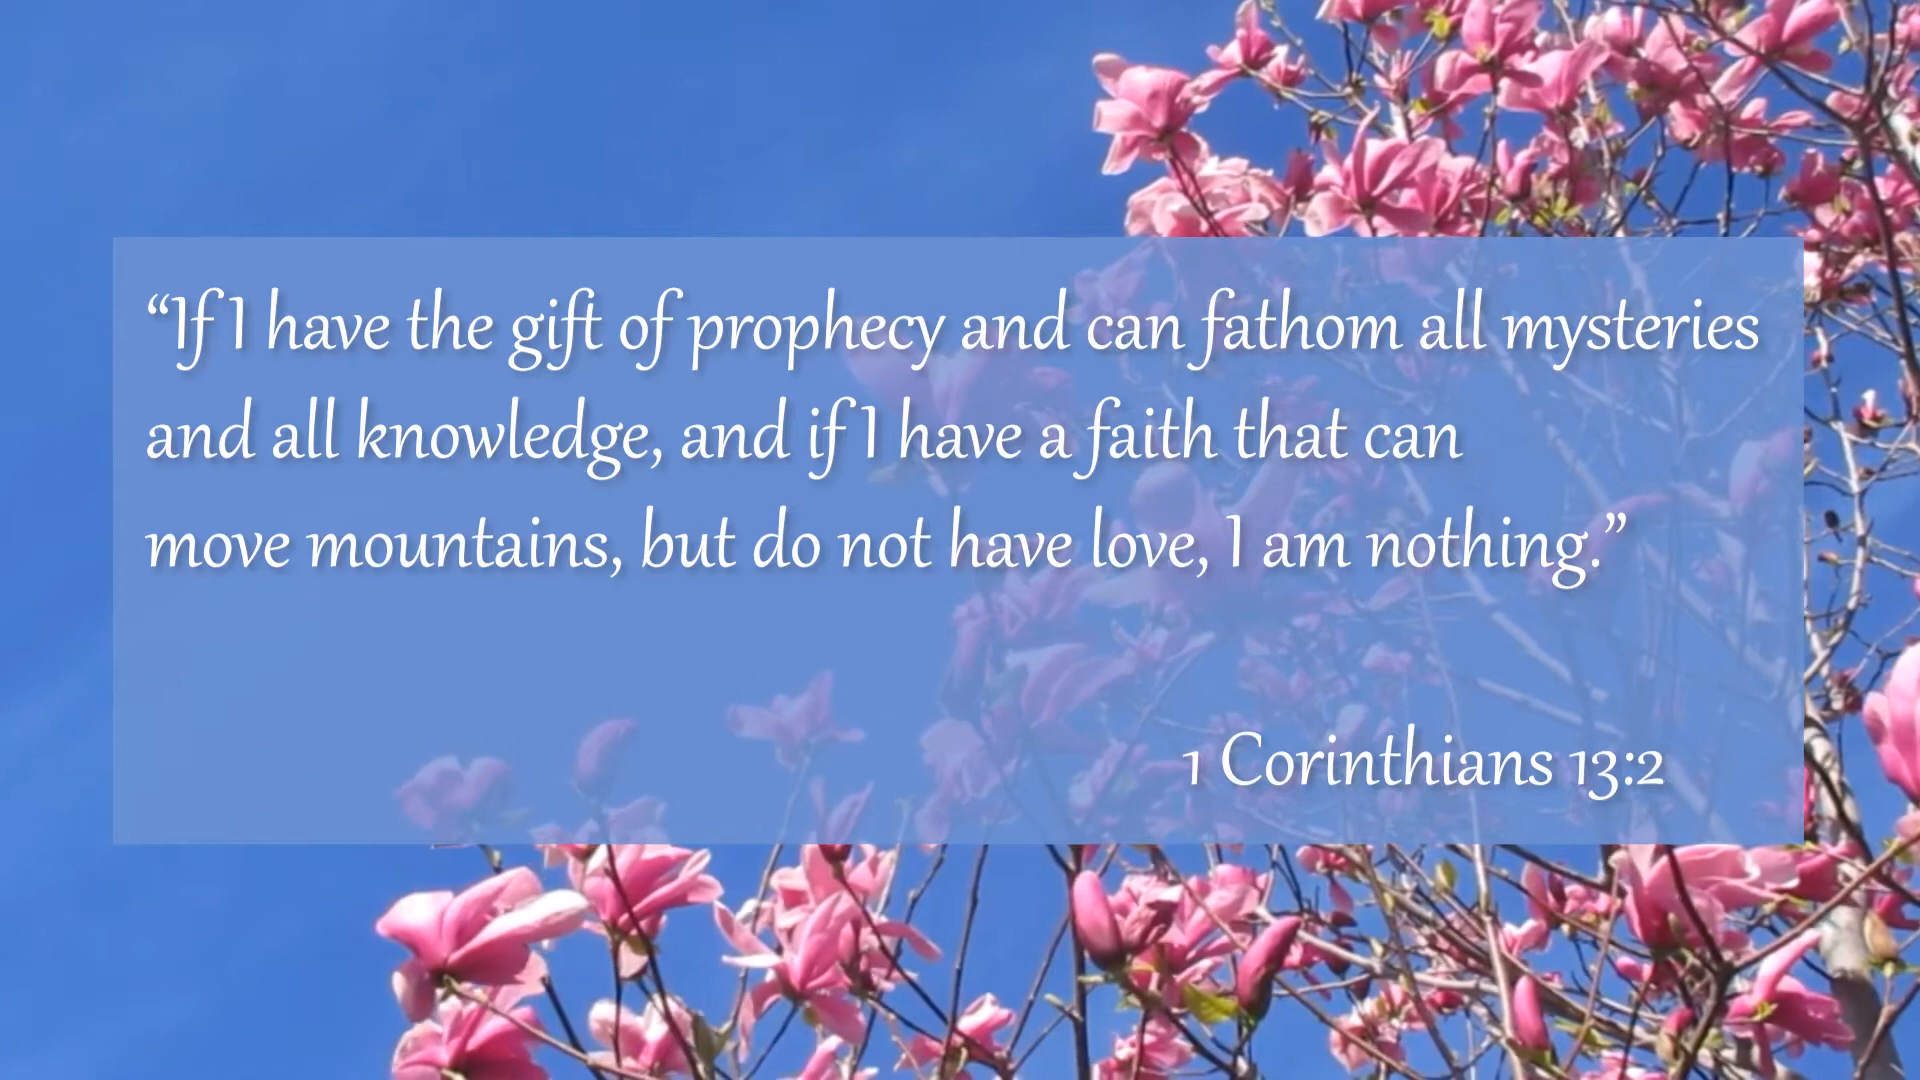 “If I have the gift of prophecy and can fathom all mysteries
and all knowledge, and if I have a faith that can
move mountains, but do not have love, I am nothing.”
1 Corinthians 13:2